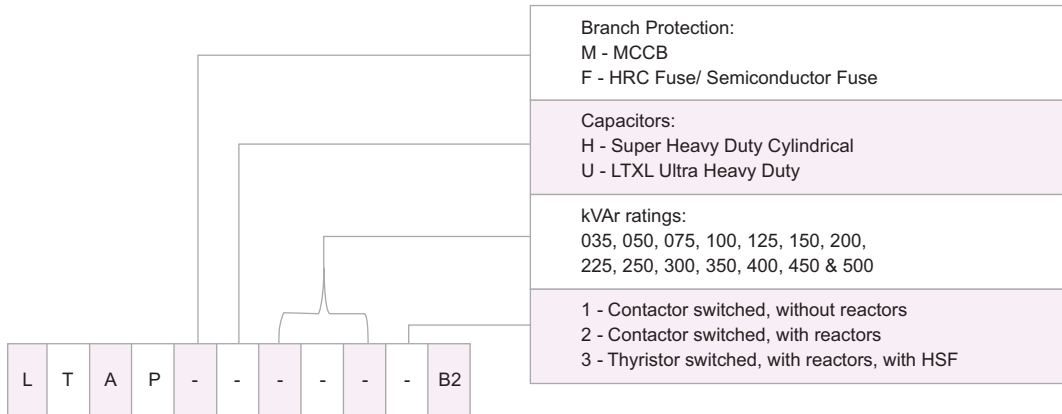 Branch Protection:
M - MCCB
F - HRC Fuse/ Semiconductor Fuse
Capacitors:
H - Super Heavy Duty Cylindrical
U - LTXL Ultra Heavy Duty
kVAr ratings:
035, 050, 075, 100, 125, 150, 200,
225, 250, 300, 350, 400, 450 & 500
1 - Contactor switched, without reactors
2 - Contactor switched, with reactors
3 - Thyristor switched, with reactors, with HSF
L T A P - - - - - - B2